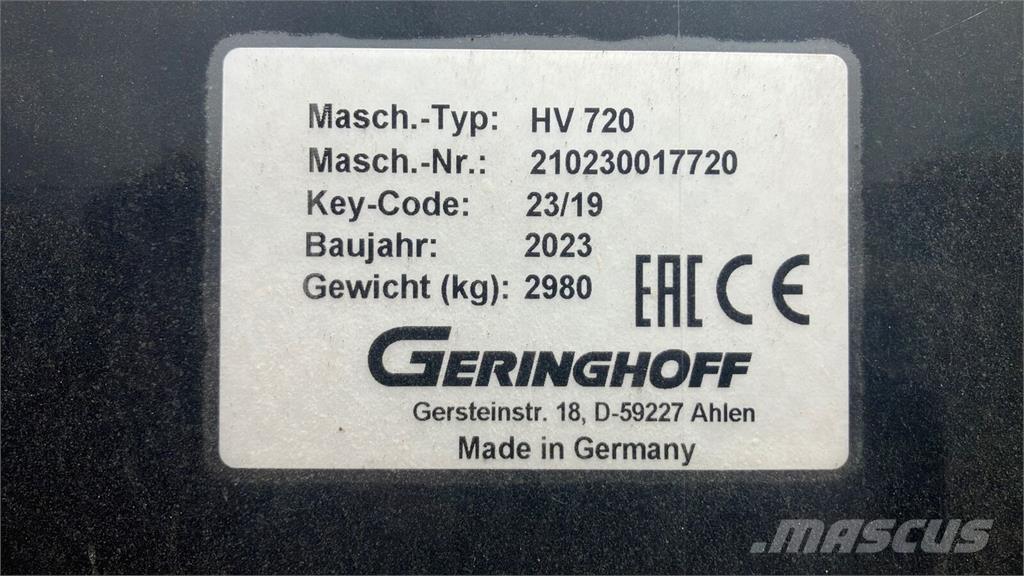 Masch.-Typ: HV 720
Masch.-Nr.: 210230017720
Key-Code: 23/19
Baujahr: 2023
Gewicht (kg): 2980
EAC CE
GERINGHOFF
Gersteinstr. 18, D-59227 Ahlen
Made in Germany
.MASCUS